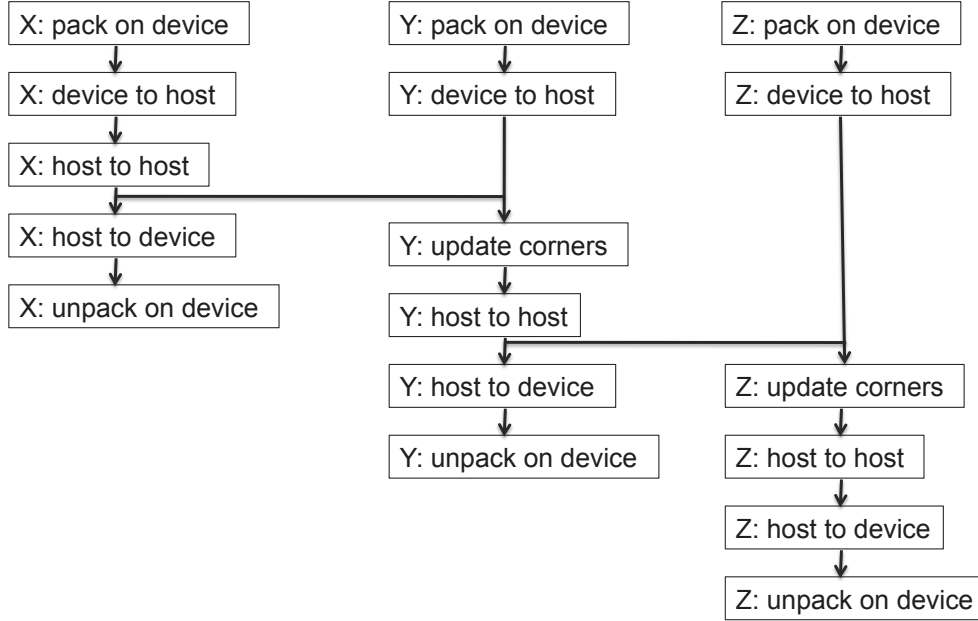 X: pack on device
Y: pack on device
Z: pack on device
X: device to host
Y: device to host
Z: device to host
X: host to host
X: host to device
Y: update corners
X: unpack on device
Y: host to host
Y: host to device
Z: update corners
Y: unpack on device
Z: host to host
Z: host to device
Z: unpack on device